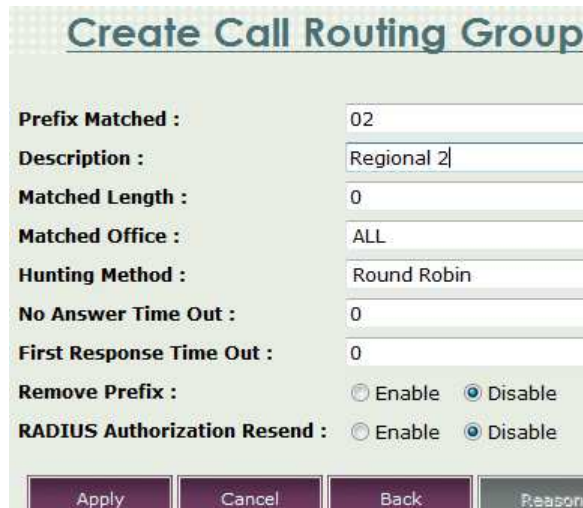 Create Call Routing Group
Prefix Matched : 02
Description : Regional 2
Matched Length : 0
Matched Office : ALL
Hunting Method : Round Robin
No Answer Time Out : 0
First Response Time Out : 0
Remove Prefix : Enable Disable
RADIUS Authorization Resend : Enable Disable
Apply Cancel Back Reason